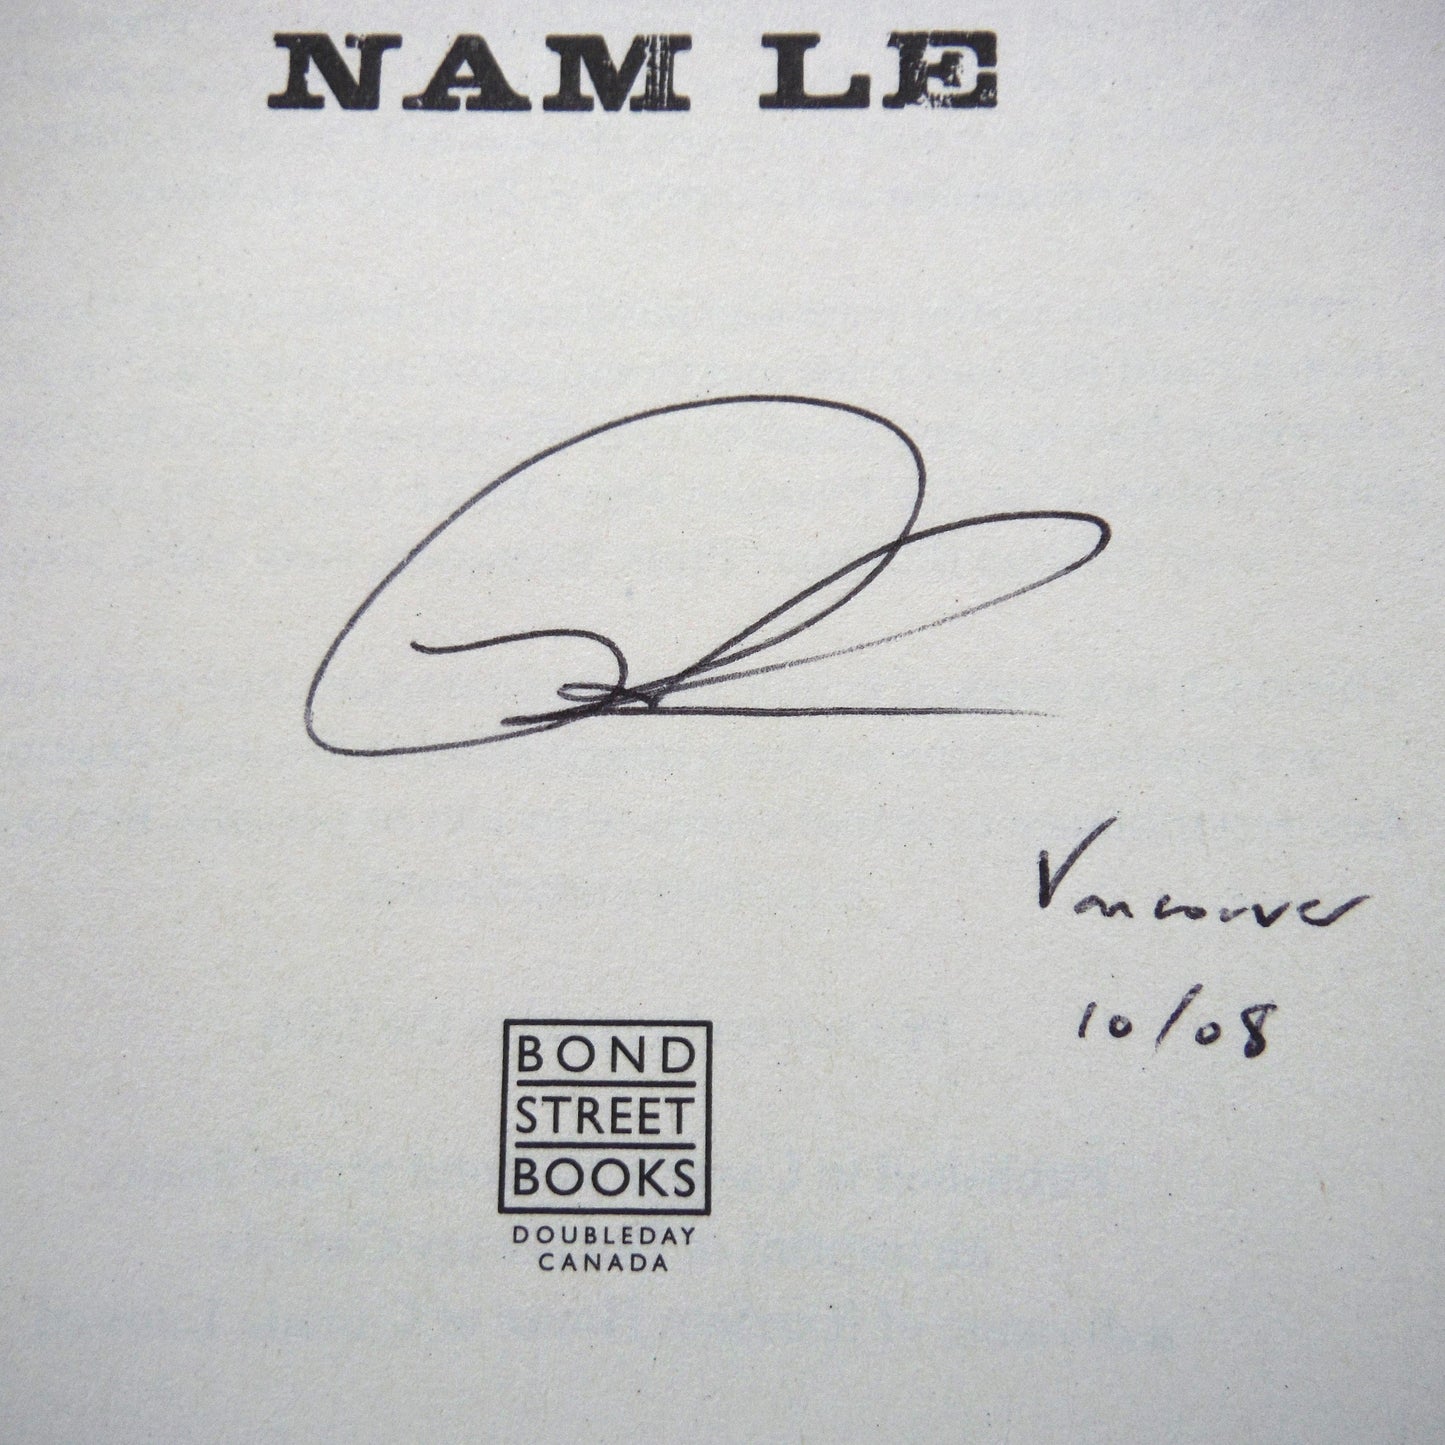 NAM LE
Vancouver
10/08
BOND
STREET
BOOKS
DOUBLEDAY
CANADA